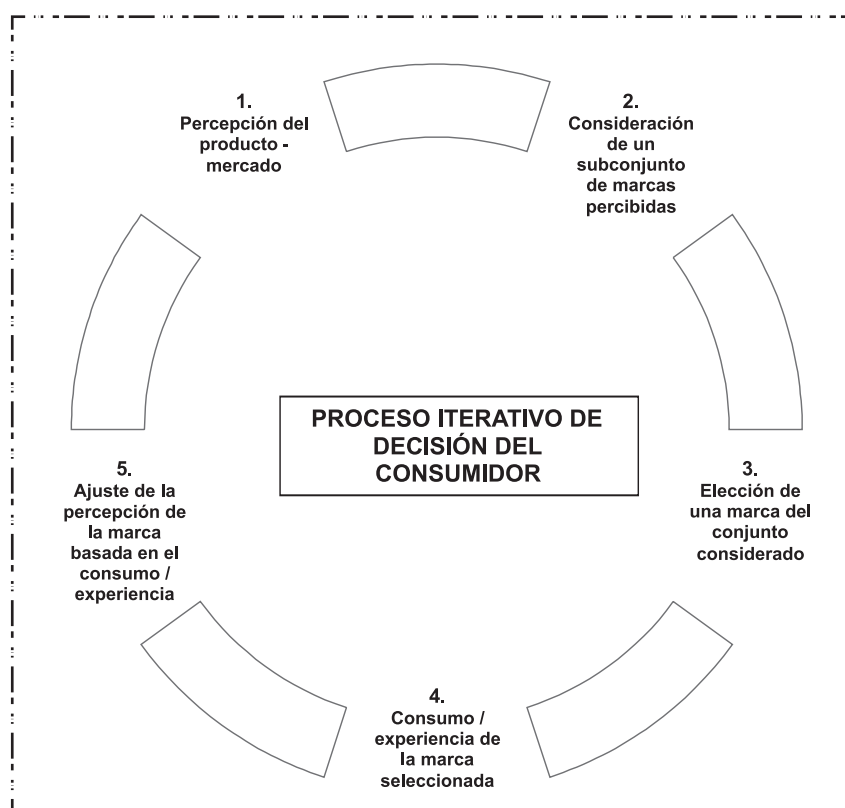 1.
Percepción del
producto -
mercado
2.
Consideración
de un
subconjunto
de marcas
percibidas
PROCESO ITERATIVO DE
DECISIÓN DEL
CONSUMIDOR
3.
Elección de
una marca del
conjunto
considerado
4.
Consumo /
experiencia de
la marca
seleccionada
5.
Ajuste de la
percepción de
la marca
basada en el
consumo /
experiencia